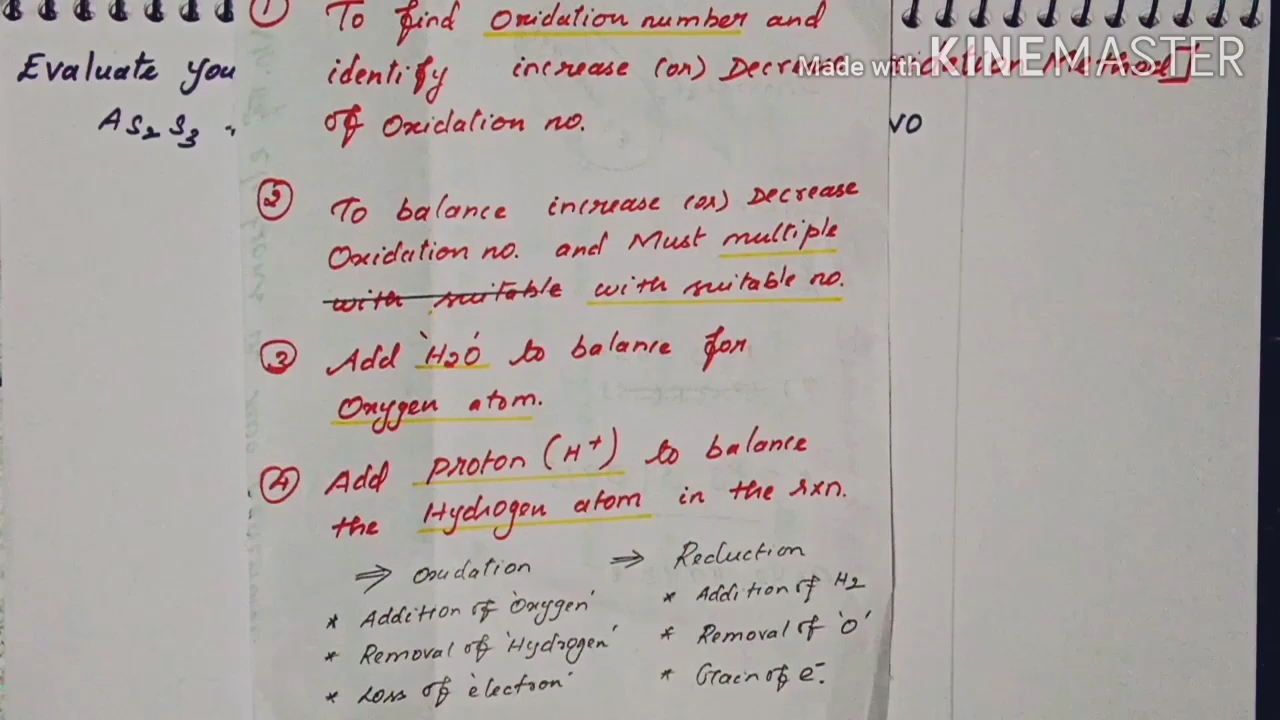 ① To find Oxidation number and
Evaluate you identify increase (or) Decrease Method]
Made with KINEMASTER
As2S3 of Oxidation no. VO
② To balance increase (or) Decrease
Oxidation no. and Must multiple
with suitable with suitable no.
③ Add 'H2O' to balance for
Oxygen atom.
④ Add proton (H+) to balance
the Hydrogen atom in the rxn.
⇒ Oxidation ⇒ Reduction
* Addition of 'Oxygen' * Addition of H2
* Removal of 'Hydrogen' * Removal of 'O'
* Loss of 'electron' * Gain of e-.